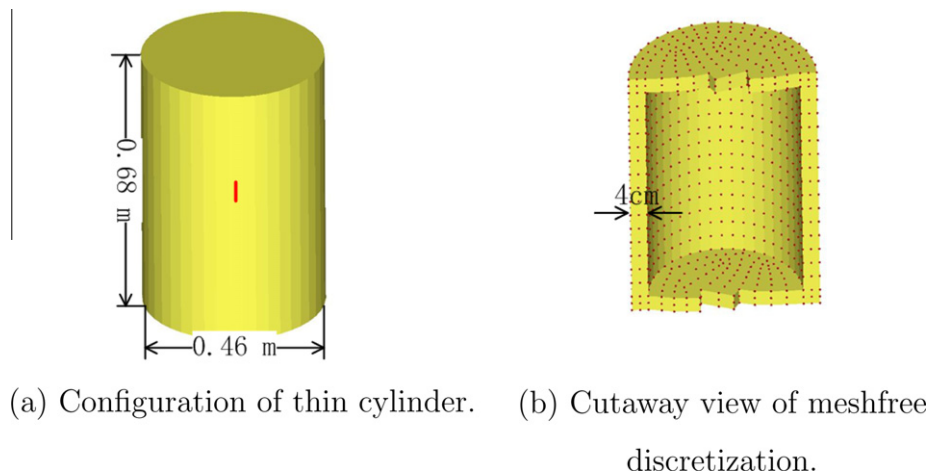 0.68 m
0.46 m
4cm
(a) Configuration of thin cylinder.
(b) Cutaway view of meshfree
discretization.